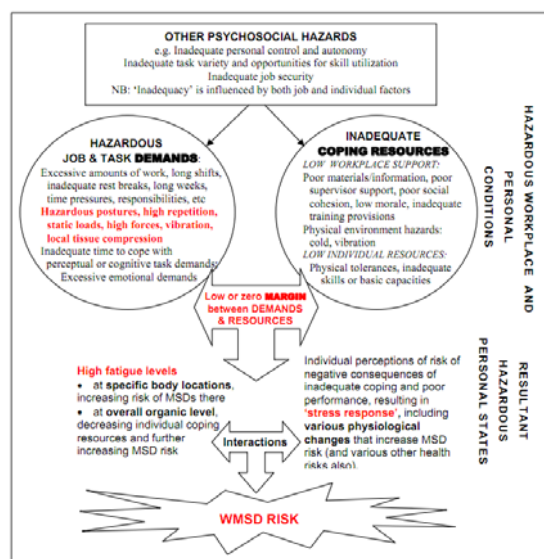 OTHER PSYCHOSOCIAL HAZARDS
e.g. Inadequate personal control and autonomy
Inadequate task variety and opportunities for skill utilization
Inadequate job security
NB: 'Inadequacy' is influenced by both job and individual factors
HAZARDOUS
JOB & TASK DEMANDS:
Excessive amounts of work, long shifts,
inadequate rest breaks, long weeks,
time pressures, responsibilities, etc
Hazardous postures, high repetition,
static loads, high forces, vibration,
local tissue compression
Inadequate time to cope with
perceptual or cognitive task demands:
Excessive emotional demands
INADEQUATE
COPING RESOURCES
LOW WORKPLACE SUPPORT:
Poor materials/information, poor
supervisor support, poor social
cohesion, low morale, inadequate
training provisions
Physical environment hazards:
cold, vibration
LOW INDIVIDUAL RESOURCES:
Physical tolerances, inadequate
skills or basic capacities
HAZARDOUS WORKPLACE AND
PERSONAL
CONDITIONS
Low or zero MARGIN
between DEMANDS
& RESOURCES
High fatigue levels
• at specific body locations,
increasing risk of MSDs there
• at overall organic level,
decreasing individual coping
resources and further
increasing MSD risk
Interactions
Individual perceptions of risk of
negative consequences of
inadequate coping and poor
performance, resulting in
'stress response', including
various physiological
changes that increase MSD
risk (and various other health
risks also).
RESULTANT
HAZARDOUS
PERSONAL STATES
WMSD RISK